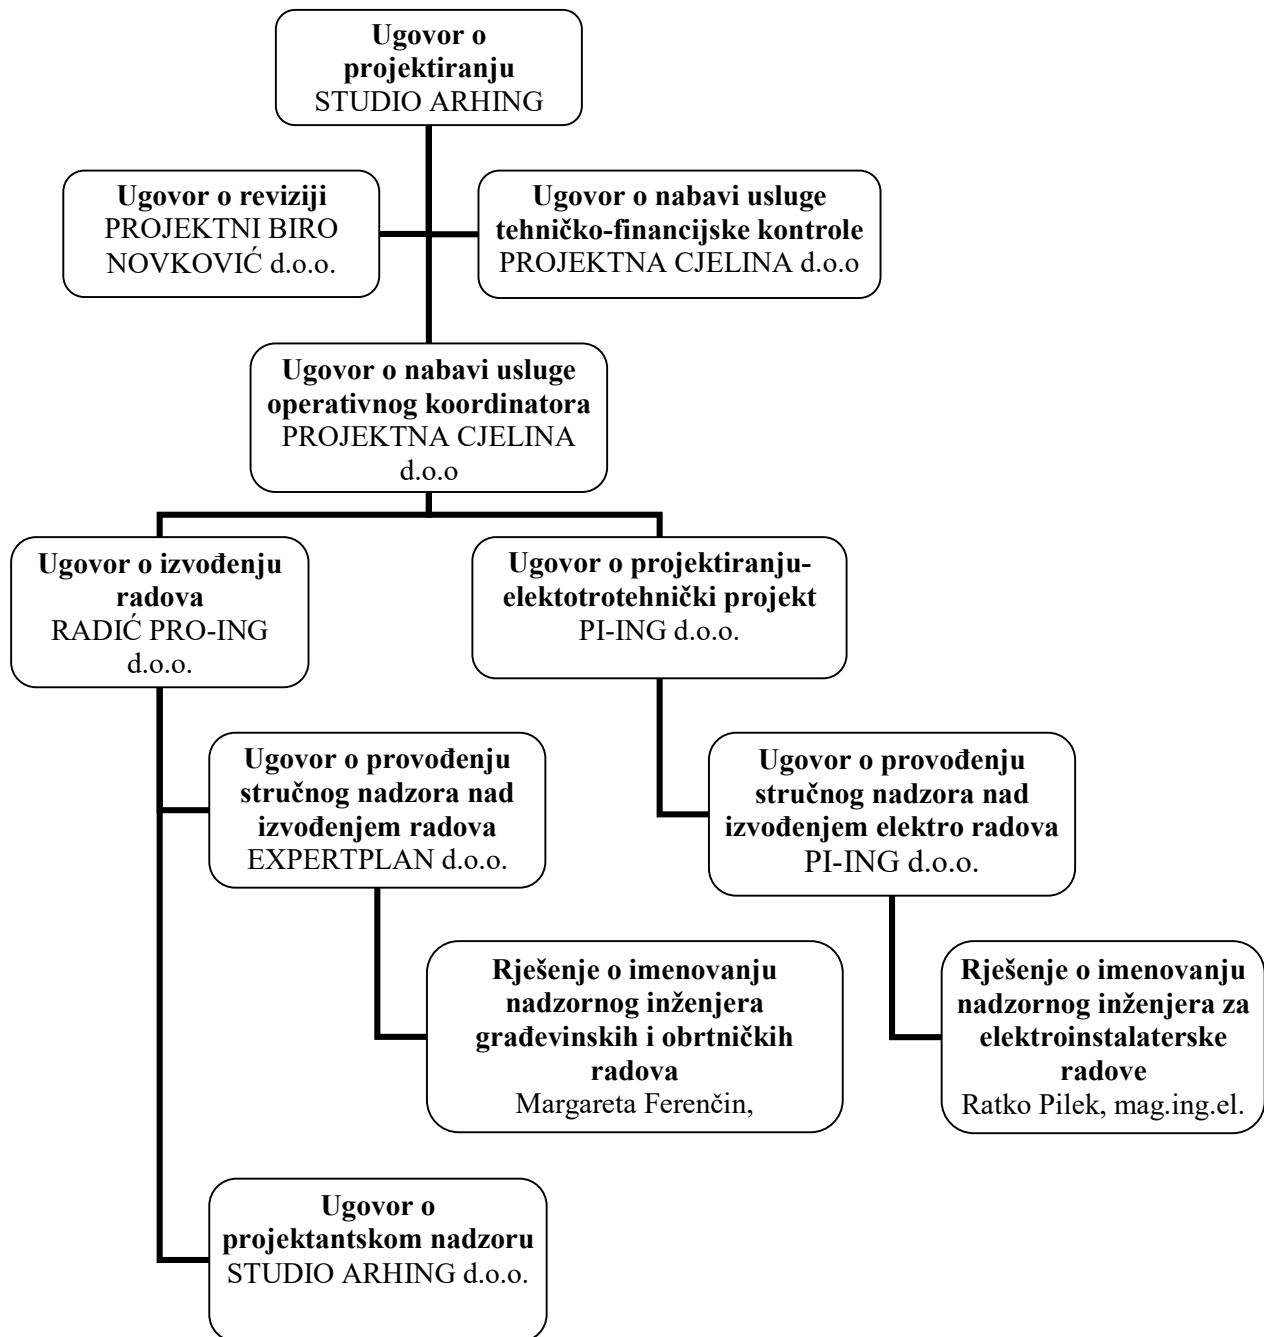 Ugovor o
projektiranju
STUDIO ARHING
Ugovor o reviziji
PROJEKTNI BIRO
NOVKOVIĆ d.o.o.
Ugovor o nabavi usluge
tehničko-financijske kontrole
PROJEKTNA CJELINA d.o.o
Ugovor o nabavi usluge
operativnog koordinatora
PROJEKTNA CJELINA
d.o.o
Ugovor o izvođenju
radova
RADIĆ PRO-ING
d.o.o.
Ugovor o projektiranju-
elektotrotehnički projekt
PI-ING d.o.o.
Ugovor o provođenju
stručnog nadzora nad
izvođenjem radova
EXPERTPLAN d.o.o.
Ugovor o provođenju
stručnog nadzora nad
izvođenjem elektro radova
PI-ING d.o.o.
Rješenje o imenovanju
nadzornog inženjera
građevinskih i obrtničkih
radova
Margareta Ferenčin,
Rješenje o imenovanju
nadzornog inženjera za
elektroinstalaterske
radove
Ratko Pilek, mag.ing.el.
Ugovor o
projektantskom nadzoru
STUDIO ARHING d.o.o.